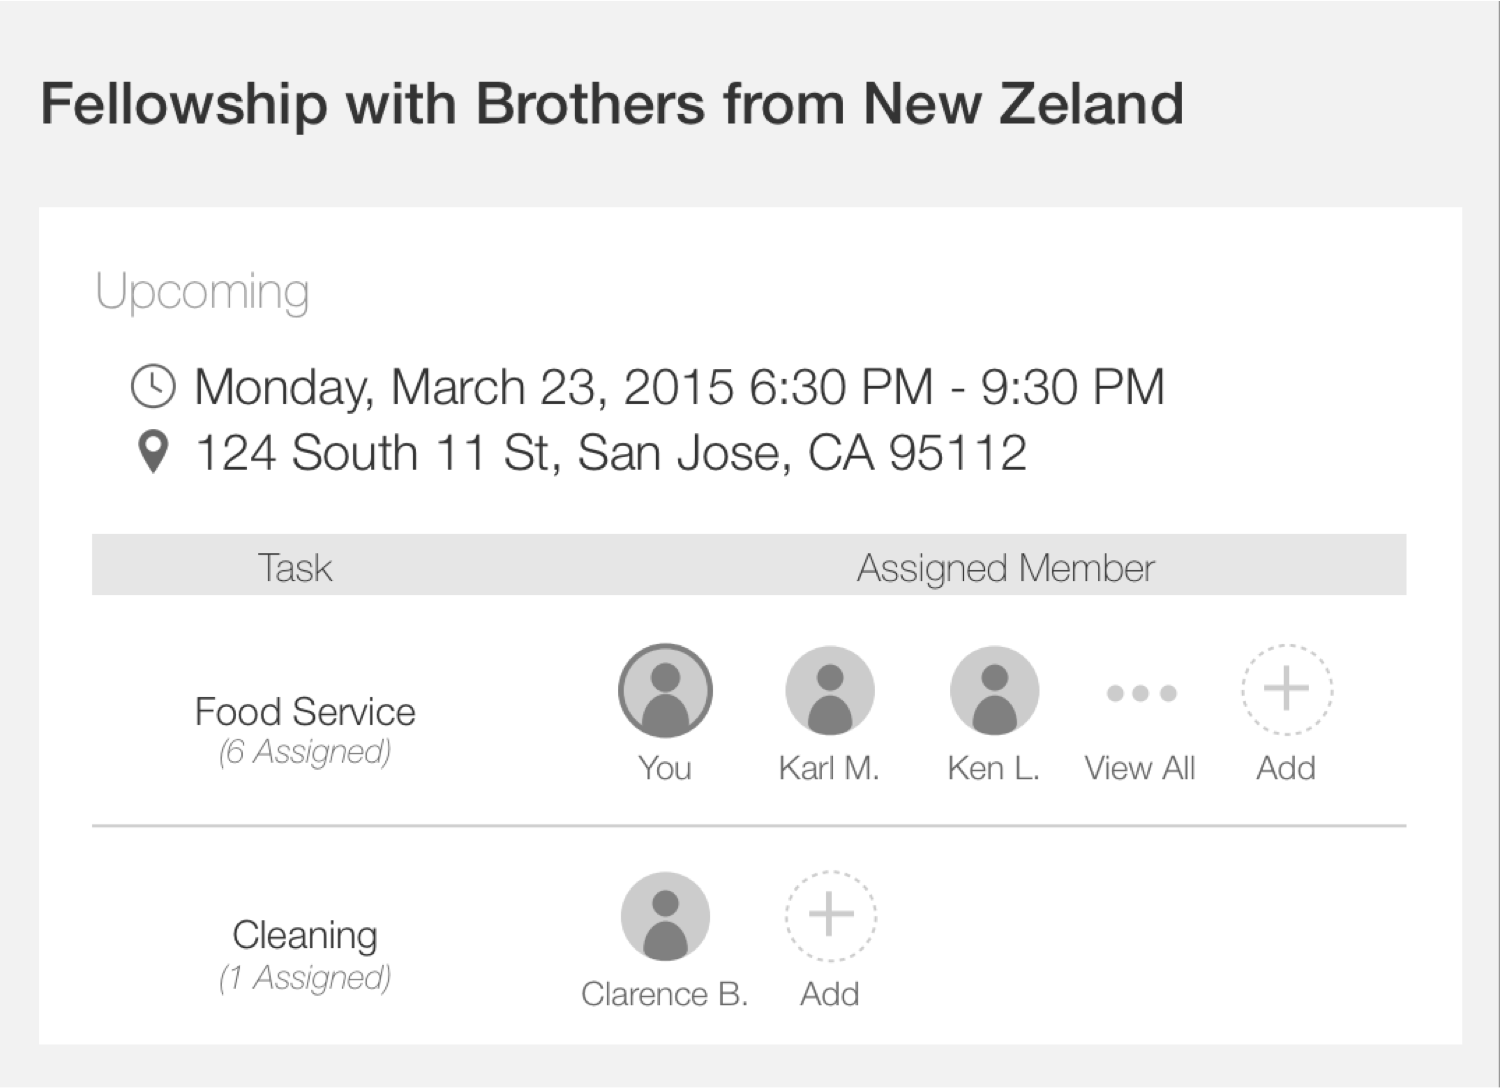 Fellowship with Brothers from New Zeland
Upcoming
Monday, March 23, 2015 6:30 PM - 9:30 PM
124 South 11 St, San Jose, CA 95112
Task Assigned Member
Food Service
(6 Assigned)
You Karl M. Ken L. View All Add
Cleaning
(1 Assigned)
Clarence B. Add